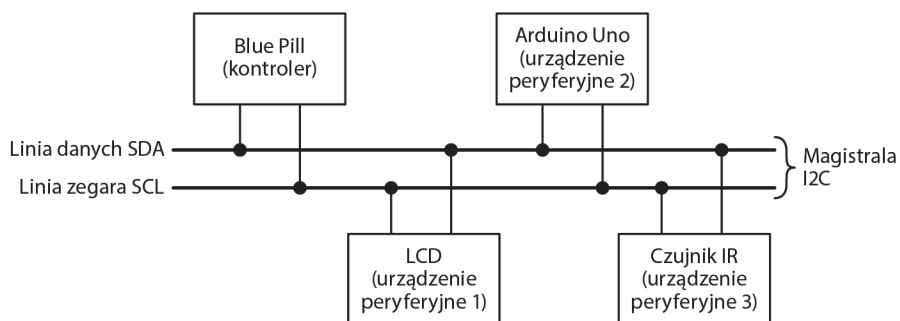 Blue Pill
(kontroler)
Arduino Uno
(urządzenie
peryferyjne 2)
Linia danych SDA
Linia zegara SCL
Magistrala
I2C
LCD
(urządzenie
peryferyjne 1)
Czujnik IR
(urządzenie
peryferyjne 3)